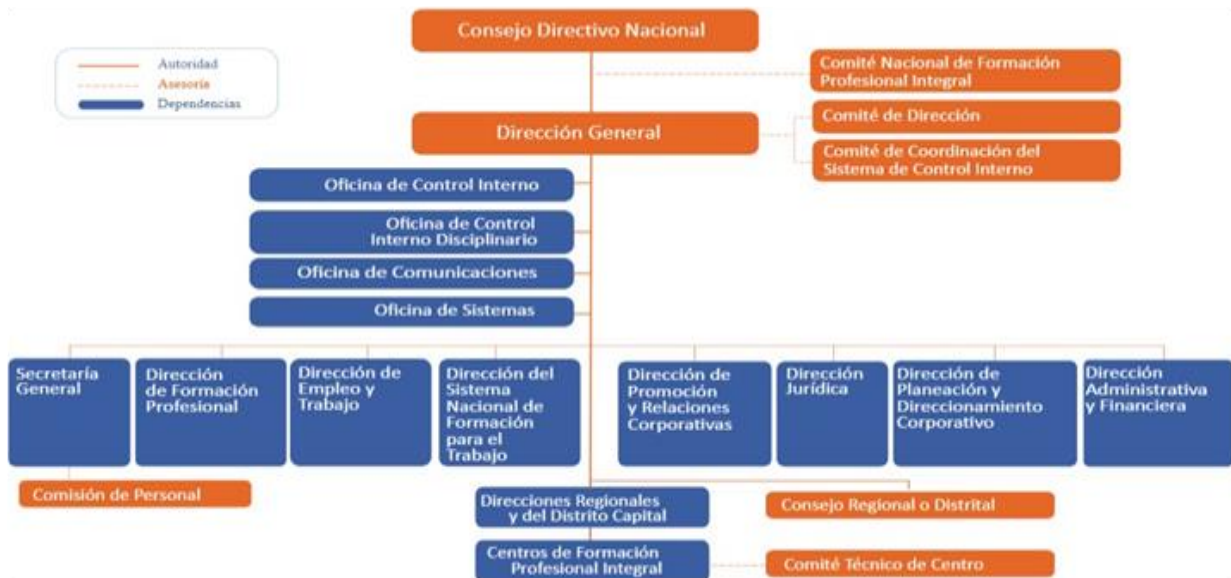 Consejo Directivo Nacional
Autoridad
Asesoría
Dependencias
Comité Nacional de Formación
Profesional Integral
Dirección General
Comité de Dirección
Comité de Coordinación del
Sistema de Control Interno
Oficina de Control Interno
Oficina de Control
Interno Disciplinario
Oficina de Comunicaciones
Oficina de Sistemas
Secretaría
General
Dirección
de Formación
Profesional
Dirección de
Empleo y
Trabajo
Dirección del
Sistema
Nacional de
Formación
para el
Trabajo
Dirección de
Promoción
y Relaciones
Corporativas
Dirección
Jurídica
Dirección de
Planeación y
Direccionamiento
Corporativo
Dirección
Administrativa
y Financiera
Comisión de Personal
Direcciones Regionales
y del Distrito Capital
Consejo Regional o Distrital
Centros de Formación
Profesional Integral
Comité Técnico de Centro